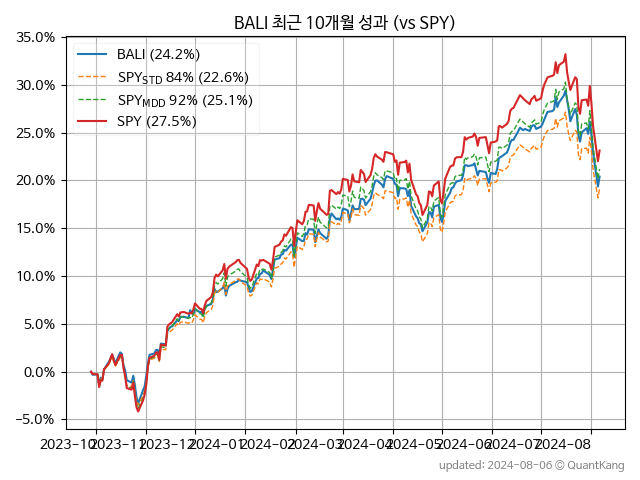 BALI 최근 10개월 성과 (vs SPY)
35.0%
30.0%
25.0%
20.0%
15.0%
10.0%
5.0%
0.0%
−5.0%
BALI (24.2%)
SPYSTD 84% (22.6%)
SPYMDD 92% (25.1%)
SPY (27.5%)
2023-10 2023-11 2023-12 2024-01 2024-02 2024-03 2024-04 2024-05 2024-06 2024-07 2024-08
updated: 2024-08-06 © QuantKang